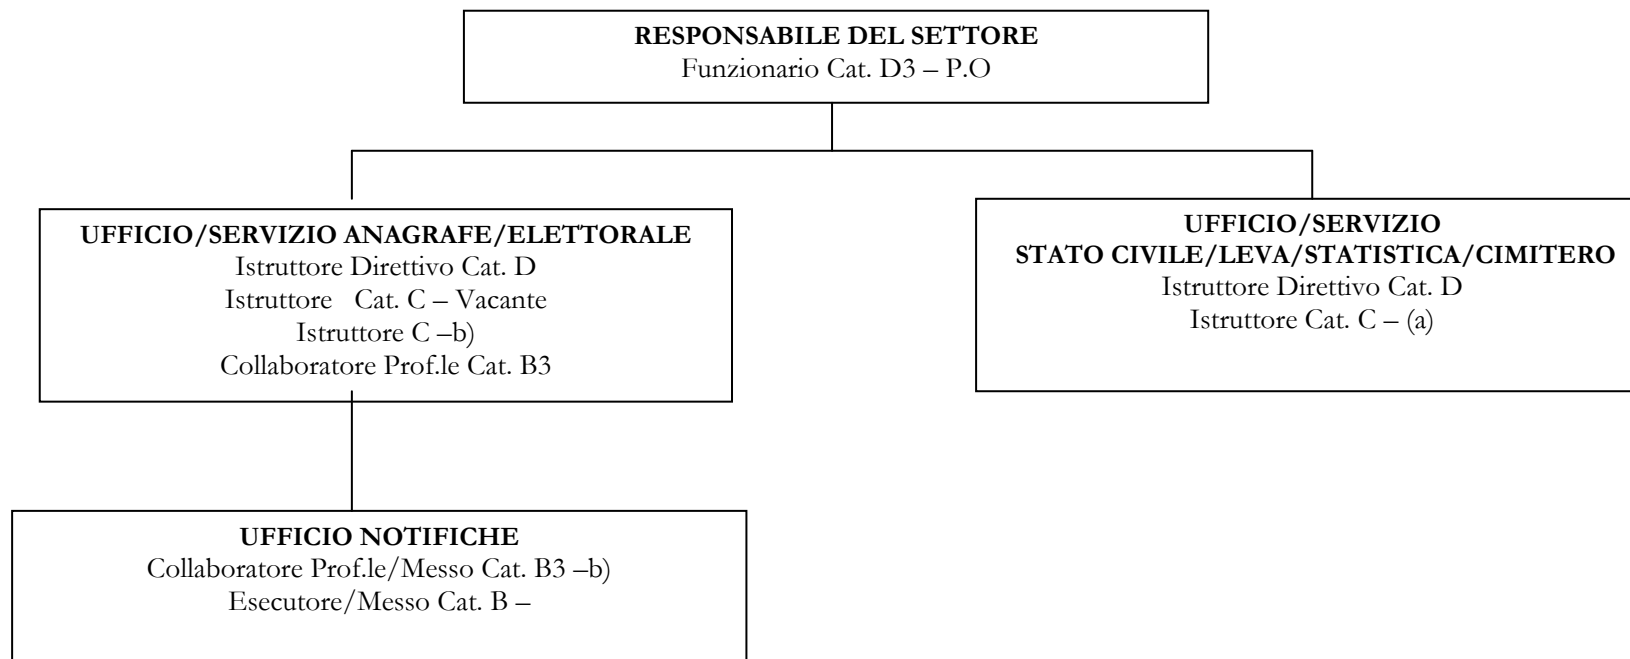 RESPONSABILE DEL SETTORE
Funzionario Cat. D3 – P.O
UFFICIO/SERVIZIO ANAGRAFE/ELETTORALE
Istruttore Direttivo Cat. D
Istruttore Cat. C – Vacante
Istruttore C –b)
Collaboratore Prof.le Cat. B3
UFFICIO/SERVIZIO
STATO CIVILE/LEVA/STATISTICA/CIMITERO
Istruttore Direttivo Cat. D
Istruttore Cat. C – (a)
UFFICIO NOTIFICHE
Collaboratore Prof.le/Messo Cat. B3 –b)
Esecutore/Messo Cat. B –